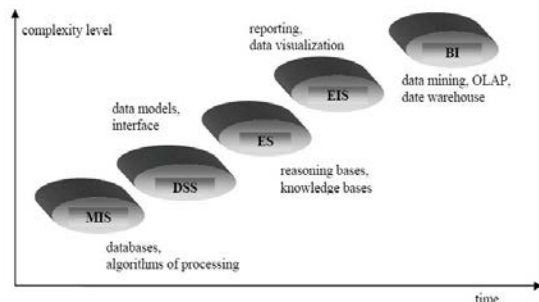 complexity level
reporting,
data visualization
BI
data mining, OLAP,
date warehouse
EIS
data models,
interface
ES
reasoning bases,
knowledge bases
DSS
MIS
databases,
algorithms of processing
time